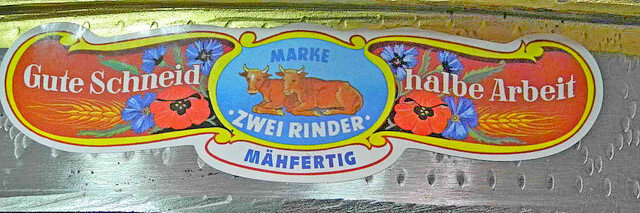 Gute Schneid
MARKE
·ZWEI RINDER·
halbe Arbeit
MÄHFERTIG